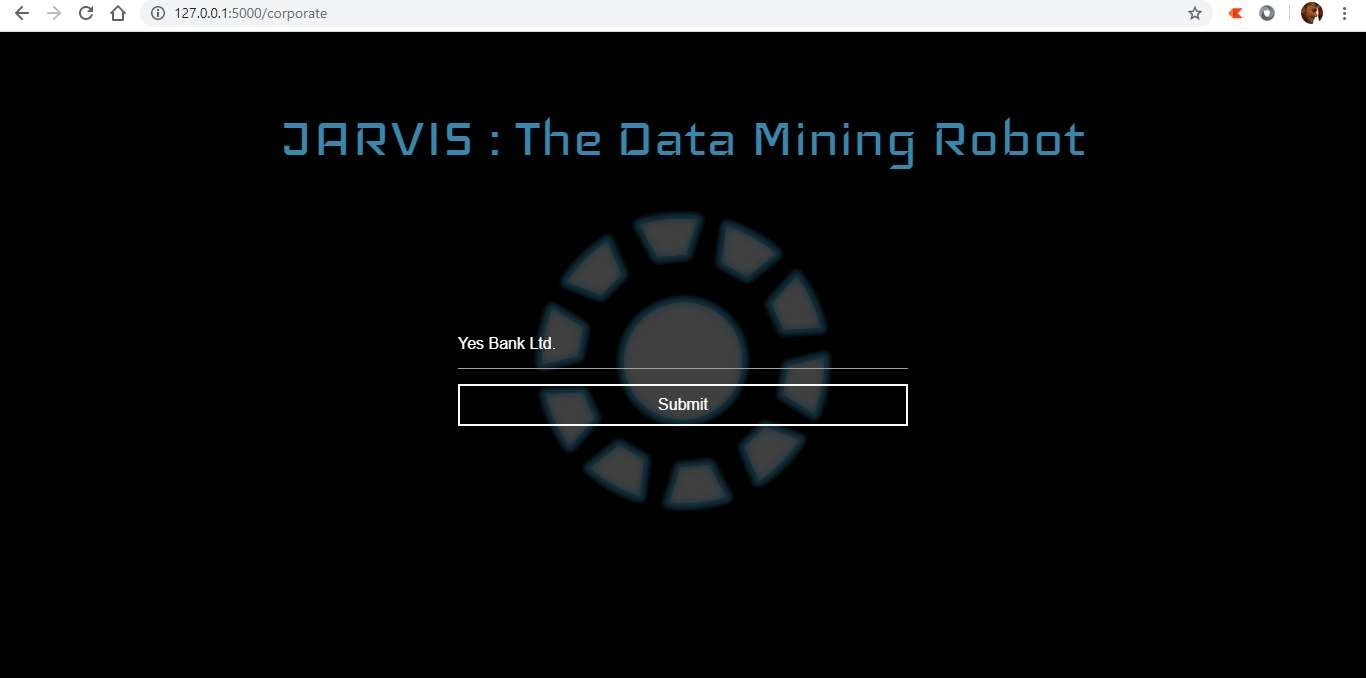 127.0.0.1:5000/corporate
JARVIS : The Data Mining Robot
Yes Bank Ltd.
Submit